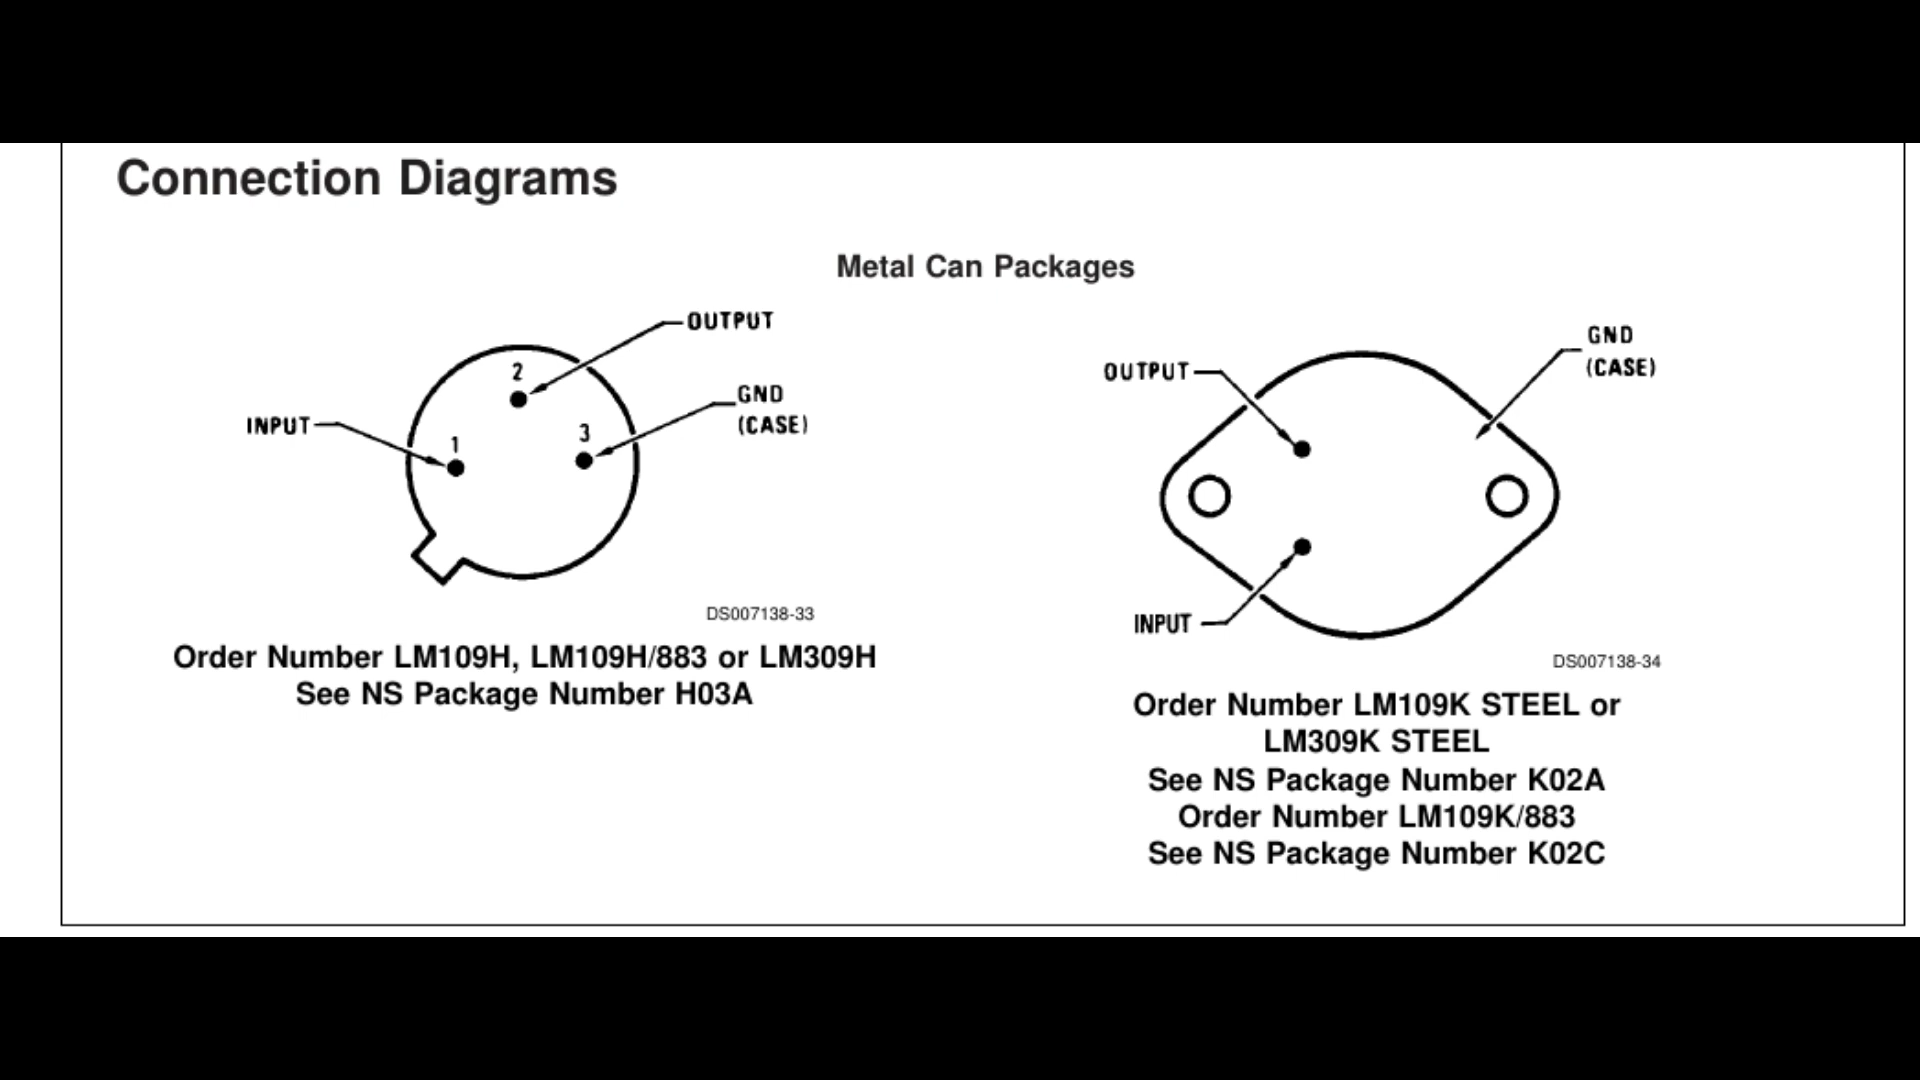 Connection Diagrams
Metal Can Packages
OUTPUT
2
GND
(CASE)
INPUT
1
3
DS007138-33
Order Number LM109H, LM109H/883 or LM309H
See NS Package Number H03A
GND
(CASE)
OUTPUT
INPUT
DS007138-34
Order Number LM109K STEEL or
LM309K STEEL
See NS Package Number K02A
Order Number LM109K/883
See NS Package Number K02C